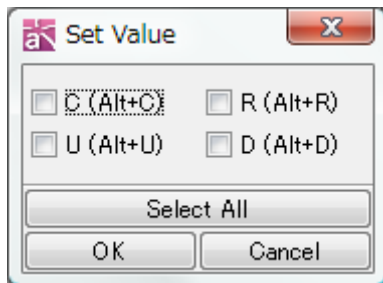 Set Value
C (Alt+C) R (Alt+R)
U (Alt+U) D (Alt+D)
Select All
OK Cancel